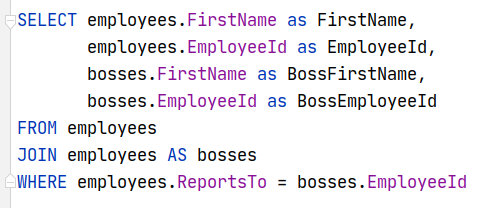 SELECT employees.FirstName as FirstName,
employees.EmployeeId as EmployeeId,
bosses.FirstName as BossFirstName,
bosses.EmployeeId as BossEmployeeId
FROM employees
JOIN employees AS bosses
WHERE employees.ReportsTo = bosses.EmployeeId